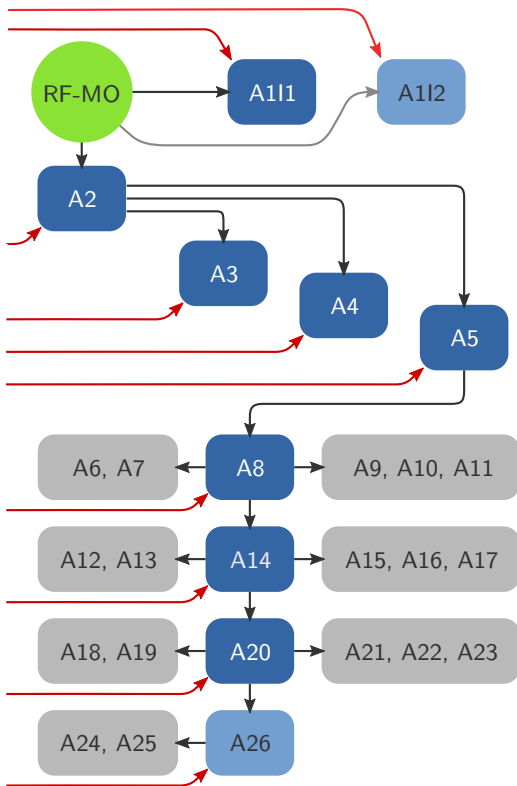 RF-MO
A1I1
A1I2
A2
A3
A4
A5
A6, A7
A8
A9, A10, A11
A12, A13
A14
A15, A16, A17
A18, A19
A20
A21, A22, A23
A24, A25
A26